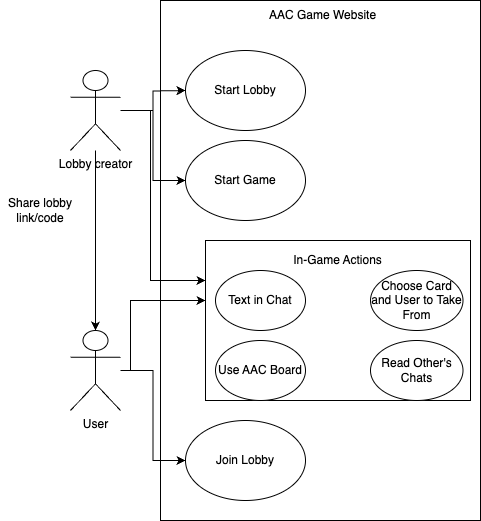 AAC Game Website
Start Lobby
Lobby creator
Start Game
Share lobby
link/code
In-Game Actions
Text in Chat
Choose Card
and User to Take
From
Use AAC Board
Read Other's
Chats
User
Join Lobby